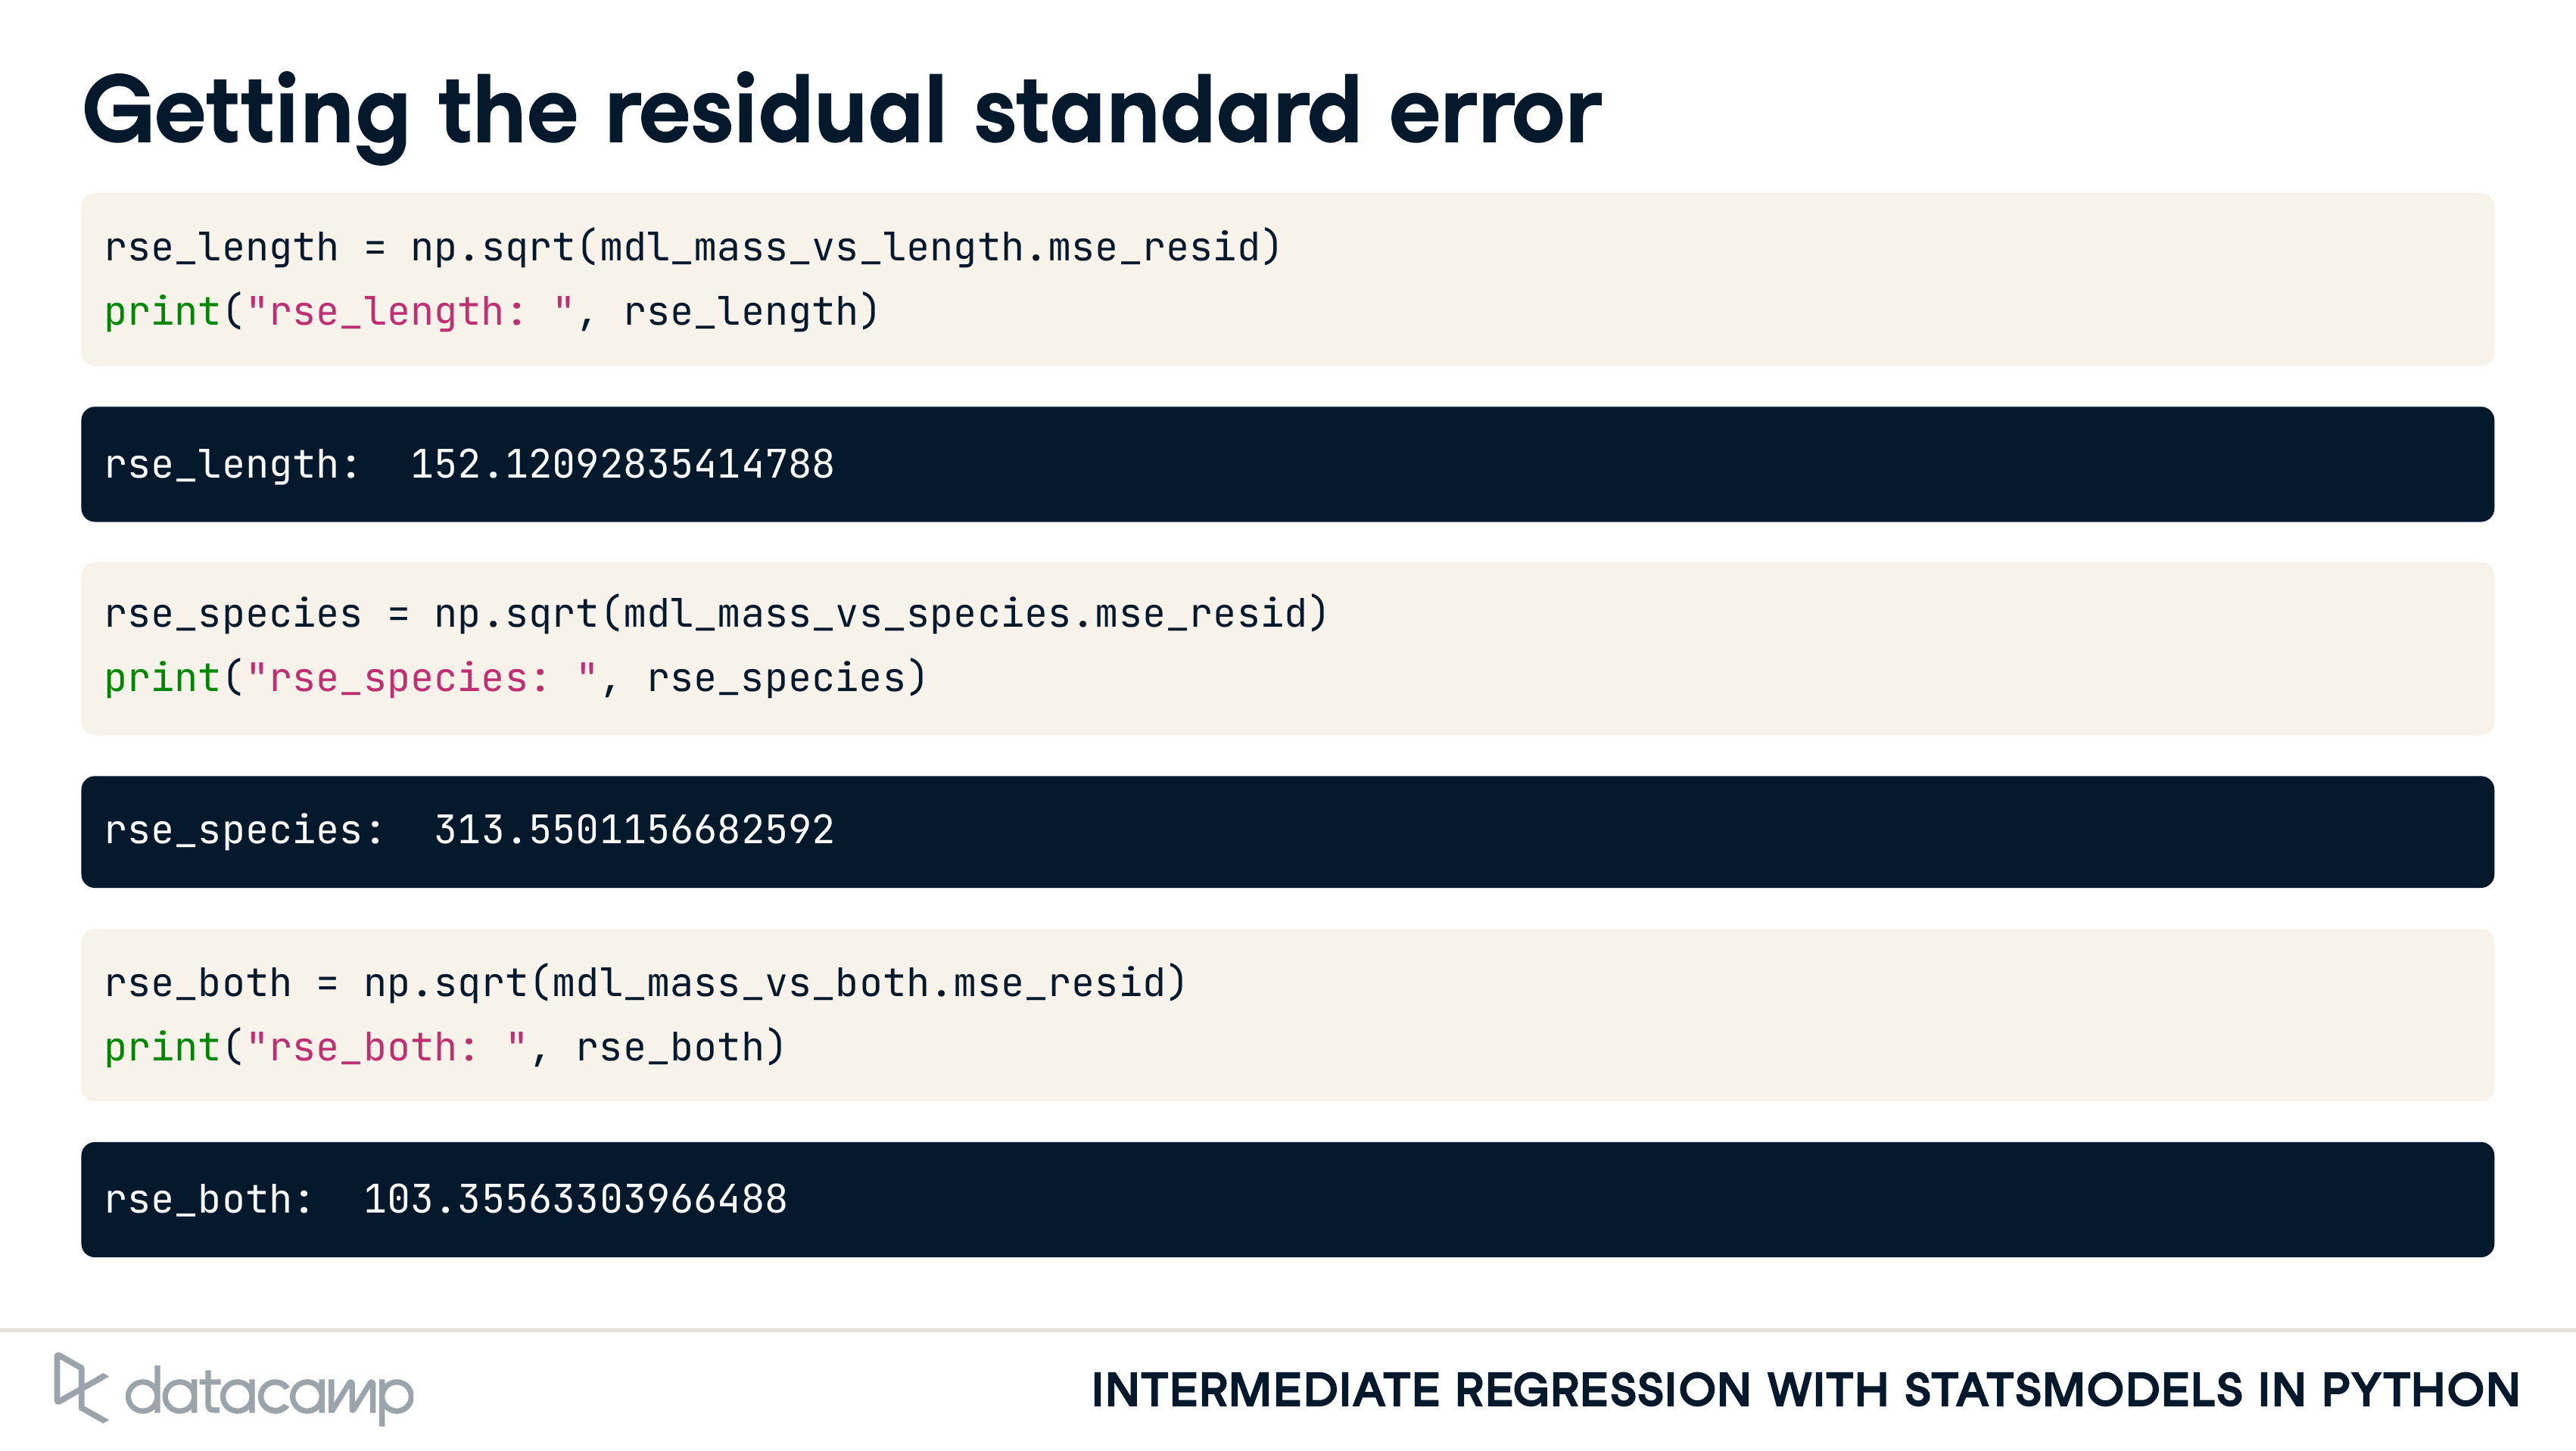 Getting the residual standard error
rse_length = np.sqrt(mdl_mass_vs_length.mse_resid)
print("rse_length: ", rse_length)
rse_length:  152.12092835414788
rse_species = np.sqrt(mdl_mass_vs_species.mse_resid)
print("rse_species: ", rse_species)
rse_species:  313.5501156682592
rse_both = np.sqrt(mdl_mass_vs_both.mse_resid)
print("rse_both: ", rse_both)
rse_both:  103.35563303966488
datacamp
INTERMEDIATE REGRESSION WITH STATSMODELS IN PYTHON